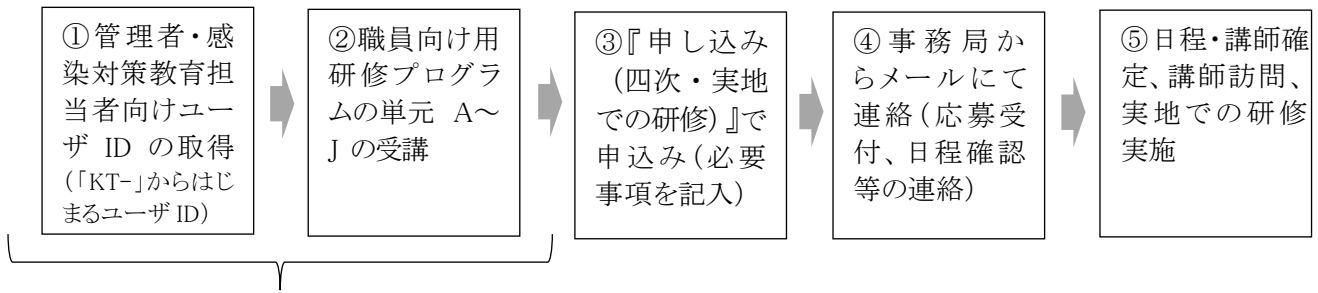 ①管理者・感
染対策教育担
当者向けユー
ザ ID の取得
（「KT-」からはじ
まるユーザ ID）
②職員向け用
研修プログラ
ムの単元 A～
J の受講
③『申し込み
（四次・実地
での研修）』で
申込み（必要
事項を記入）
④事務局か
らメールにて
連絡（応募受
付、日程確認
等の連絡）
⑤日程・講師確
定、講師訪問、
実地での研修
実施